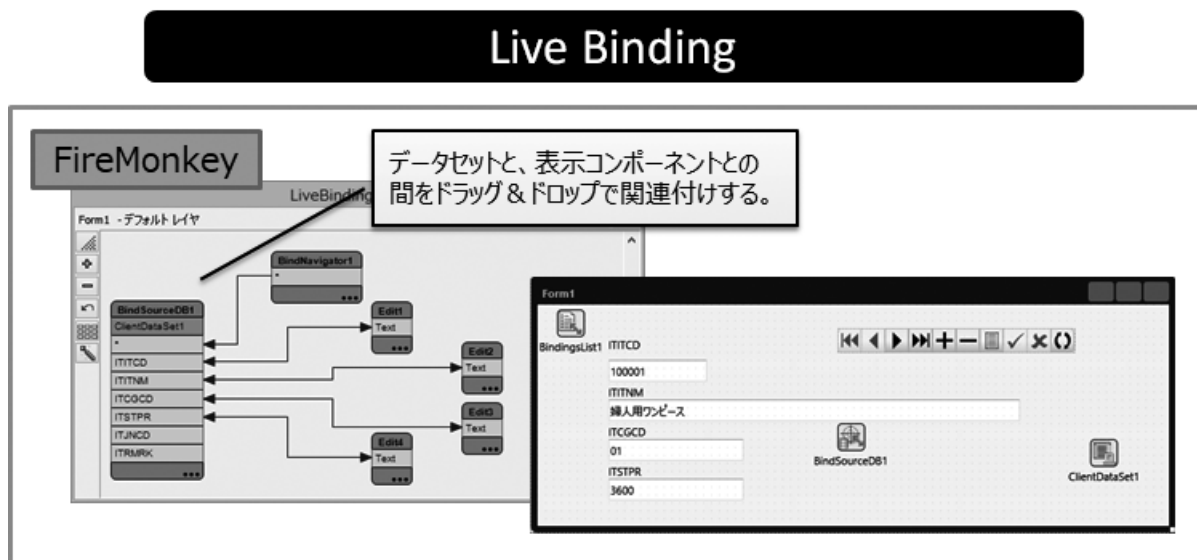 Live Binding
FireMonkey
データセットと、表示コンポーネントとの
間をドラッグ＆ドロップで関連付けする。
LiveBinding
Form1 - デフォルト レイヤ
BindNavigator1
*
BindSourceDB1
ClientDataSet1
*
ITITCD
ITITNM
ITCGCD
ITSTPR
ITJNCD
ITRMRK
Edit1
Text
Edit2
Text
Edit3
Text
Edit4
Text
Form1
BindingsList1
ITITCD
100001
ITITNM
婦人用ワンピース
ITCGCD
01
ITSTPR
3600
BindSourceDB1
ClientDataSet1